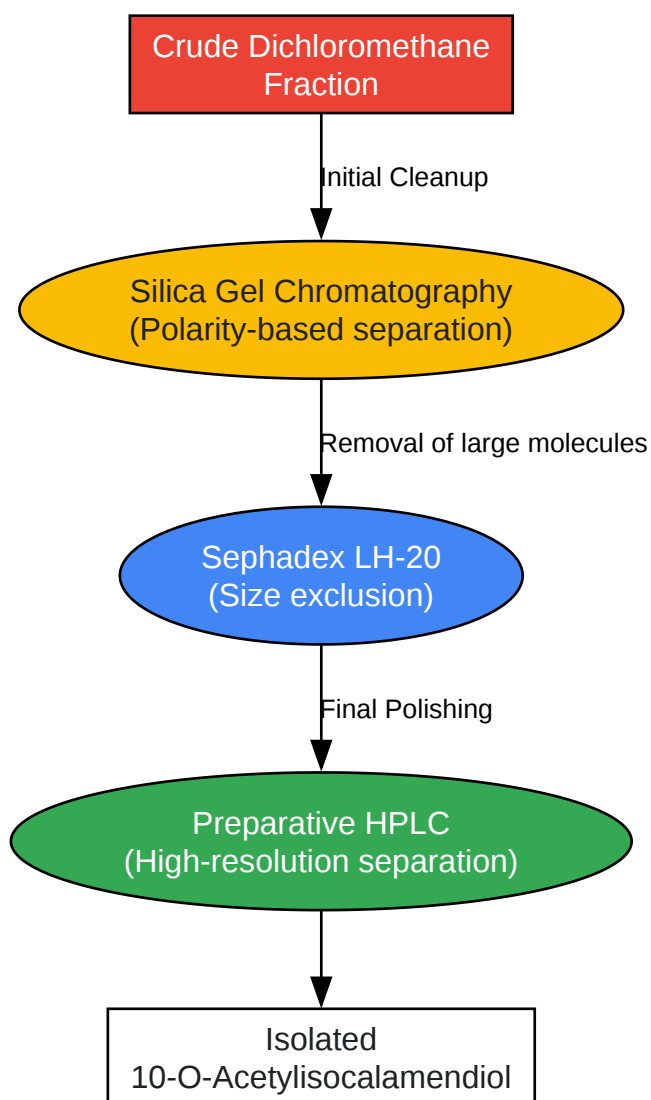 Crude Dichloromethane
Fraction
Initial Cleanup
Silica Gel Chromatography
(Polarity-based separation)
Removal of large molecules
Sephadex LH-20
(Size exclusion)
Final Polishing
Preparative HPLC
(High-resolution separation)
Isolated
10-O-Acetylisocalamendiol